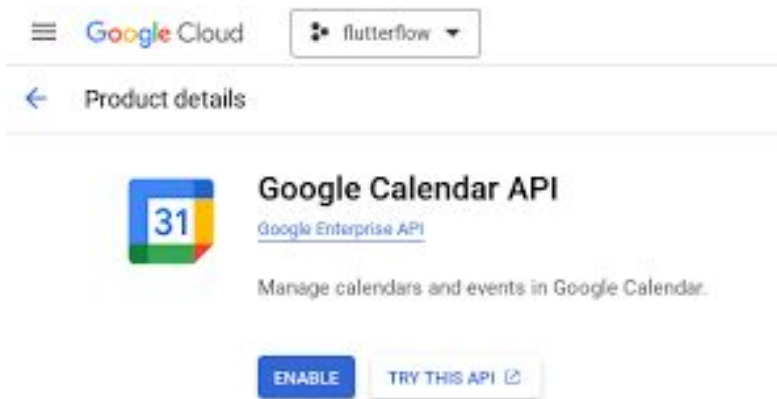 Google Cloud flutterflow
Product details
31
Google Calendar API
Google Enterprise API
Manage calendars and events in Google Calendar.
ENABLE TRY THIS API